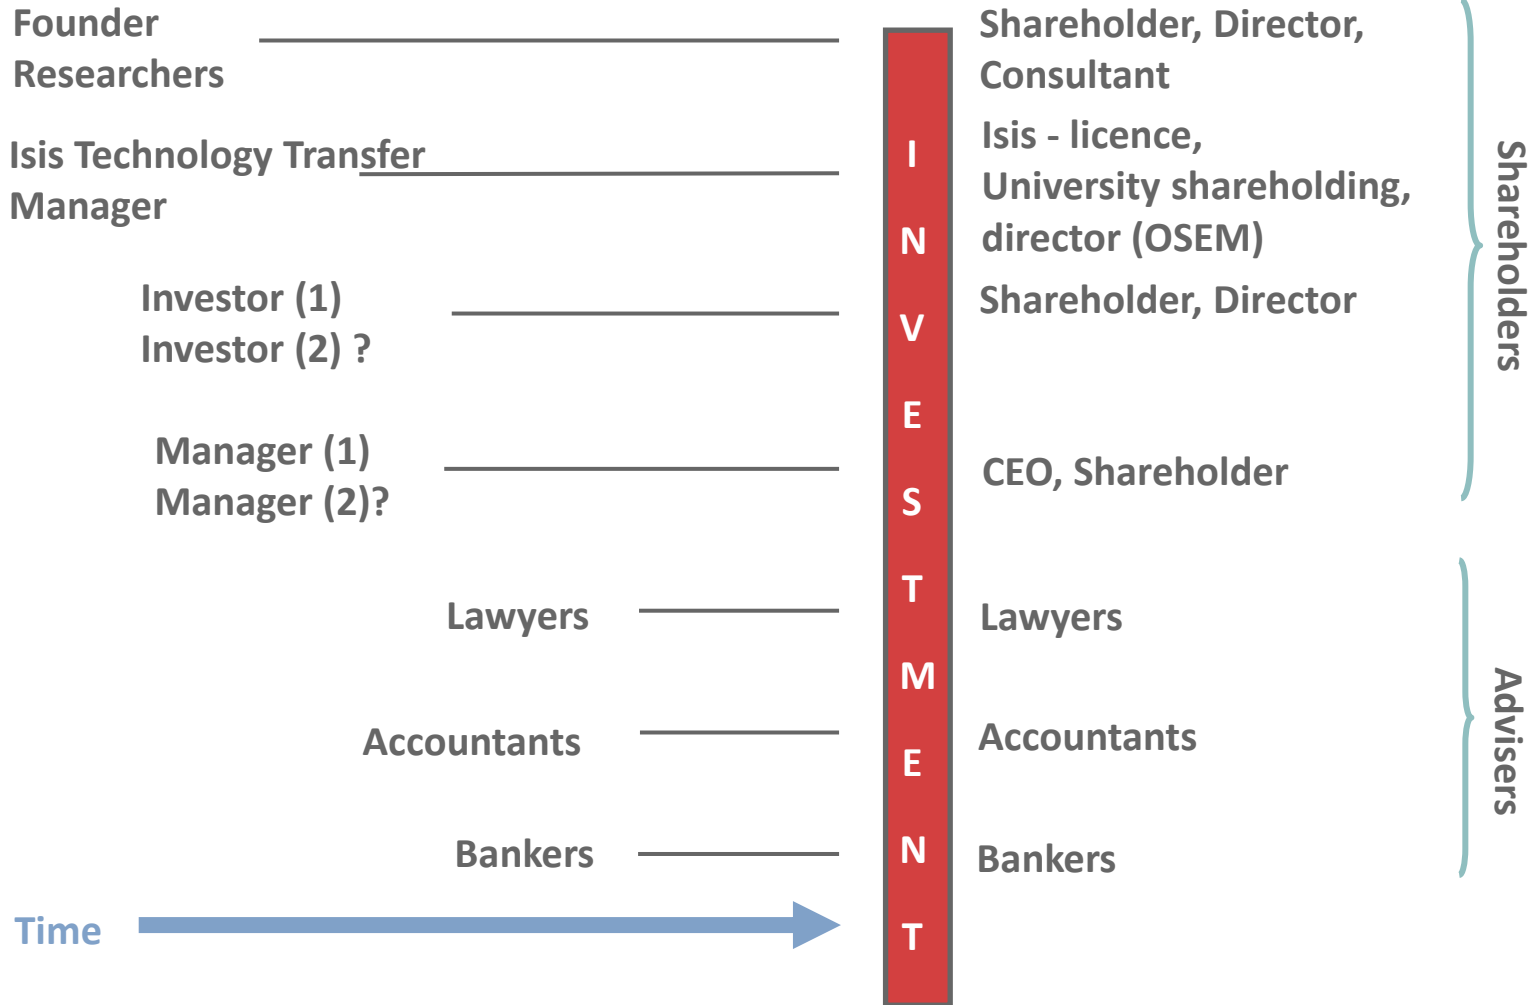 Founder
Researchers
Shareholder, Director,
Consultant
Isis Technology Transfer
Manager
Isis - licence,
University shareholding,
director (OSEM)
Investor (1)
Investor (2) ?
Shareholder, Director
Manager (1)
Manager (2)?
CEO, Shareholder
Shareholders
INVESTMENT
Lawyers
Lawyers
Accountants
Accountants
Bankers
Bankers
Advisers
Time